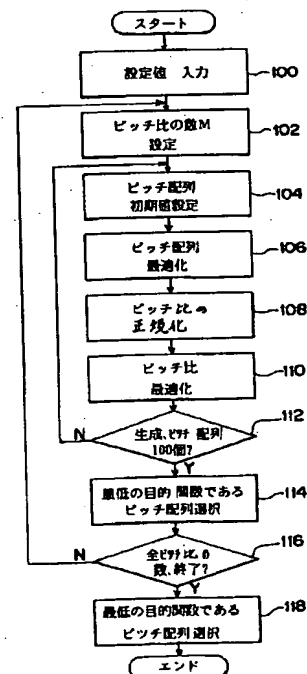 スタート
設定値 入力
100
ピッチ比の数M
設定
102
ピッチ配列
初期値設定
104
ピッチ配列
最適化
106
ピッチ比の
正規化
108
ピッチ比
最適化
110
生成、ピッチ配列
100個?
112
N
Y
最低の目的関数である
ピッチ配列選択
114
全ピッチ比の
数、終了?
116
N
Y
最低の目的関数である
ピッチ配列選択
118
エンド